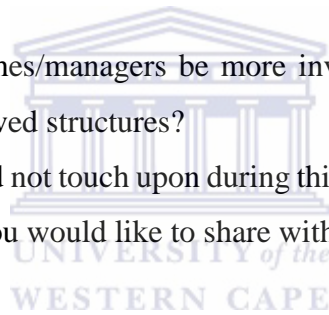 nes/managers be more inv
ved structures?
d not touch upon during thi
ou would like to share with
UNIVERSITY of the
WESTERN CAPE